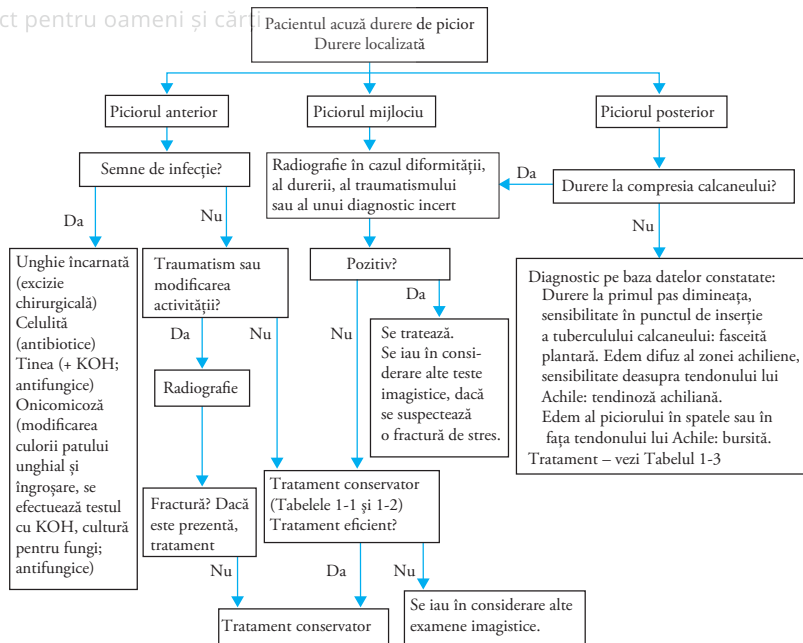 ct pentru oameni și cărți
Pacientul acuză durere de picior
Durere localizată
Piciorul anterior
Piciorul mijlociu
Piciorul posterior
Semne de infecție?
Radiografie în cazul diformității,
al durerii, al traumatismului
sau al unui diagnostic incert
Da
Durere la compresia calcaneului?
Da
Nu
Nu
Unghie încarnată
(excizie
chirurgicală)
Celulită
(antibiotice)
Tinea (+ KOH;
antifungice)
Onicomicoză
(modificarea
culorii patului
unghial și
îngroșare, se
efectuează testul
cu KOH, cultură
pentru fungi;
antifungice)
Traumatism sau
modificarea
activității?
Pozitiv?
Diagnostic pe baza datelor constatate:
Durere la primul pas dimineața,
sensibilitate în punctul de inserție
a tuberculului calcaneului: fasceită
plantară. Edem difuz al zonei achiliene,
sensibilitate deasupra tendonului lui
Achile: tendinoză achiliană.
Edem al piciorului în spatele sau în
fața tendonului lui Achile: bursită.
Tratament – vezi Tabelul 1-3
Da
Nu
Nu
Da
Se tratează.
Se iau în consi-
derare alte teste
imagistice, dacă
se suspectează
o fractură de stres.
Radiografie
Fractură? Dacă
este prezentă,
tratament
Tratament conservator
(Tabelele 1-1 și 1-2)
Tratament eficient?
Nu
Da
Nu
Tratament conservator
Se iau în considerare alte
examene imagistice.